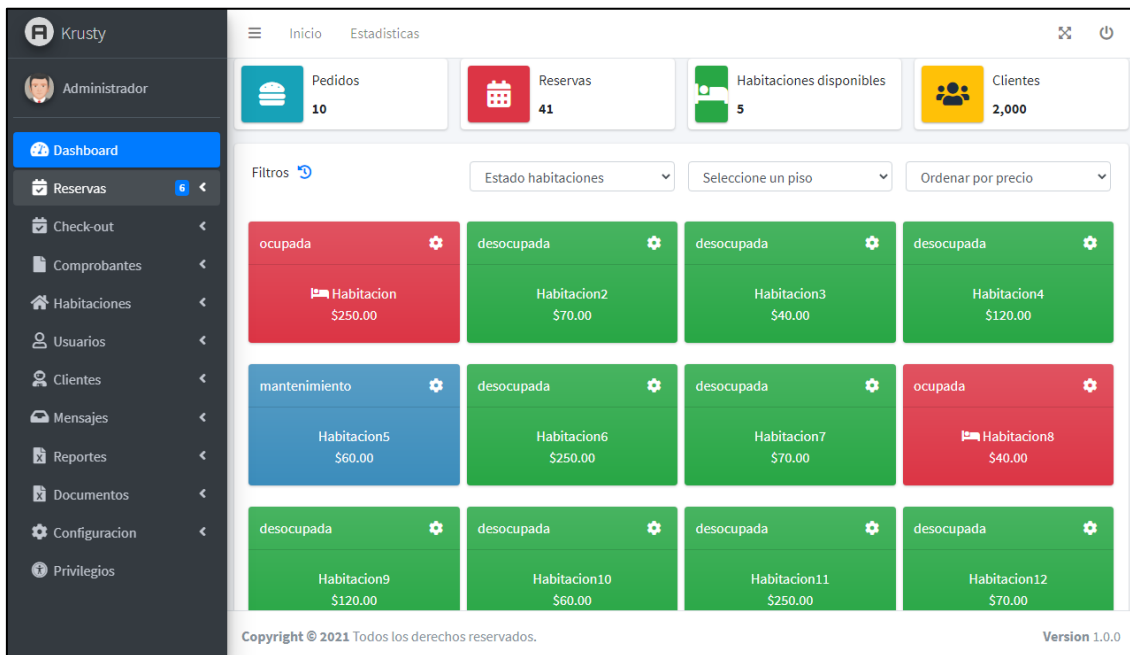 Krusty
Inicio Estadisticas
Administrador
Pedidos
10
Reservas
41
Habitaciones disponibles
5
Clientes
2,000
Dashboard
Reservas 6
Check-out
Comprobantes
Habitaciones
Usuarios
Clientes
Mensajes
Reportes
Documentos
Configuracion
Privilegios
Filtros
Estado habitaciones
Seleccione un piso
Ordenar por precio
ocupada
Habitacion
$250.00
desocupada
Habitacion2
$70.00
desocupada
Habitacion3
$40.00
desocupada
Habitacion4
$120.00
mantenimiento
Habitacion5
$60.00
desocupada
Habitacion6
$250.00
desocupada
Habitacion7
$70.00
ocupada
Habitacion8
$40.00
desocupada
Habitacion9
$120.00
desocupada
Habitacion10
$60.00
desocupada
Habitacion11
$250.00
desocupada
Habitacion12
$70.00
Copyright © 2021 Todos los derechos reservados.
Version 1.0.0